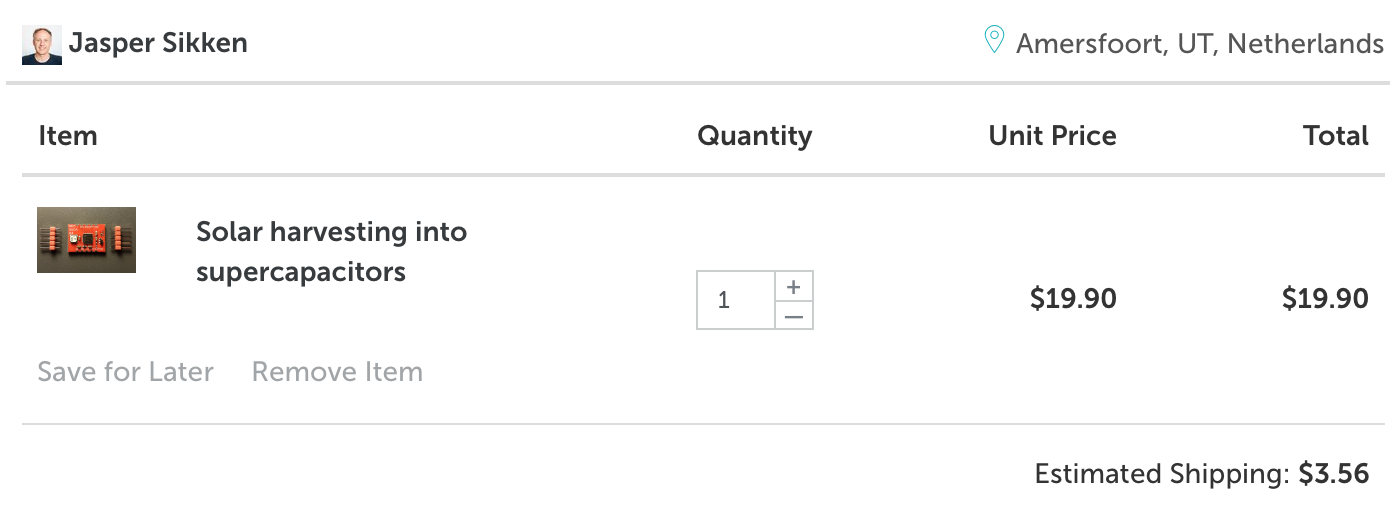 Jasper Sikken
Amersfoort, UT, Netherlands
Item Quantity Unit Price Total
Solar harvesting into
supercapacitors
1 + — $19.90 $19.90
Save for Later Remove Item
Estimated Shipping: $3.56